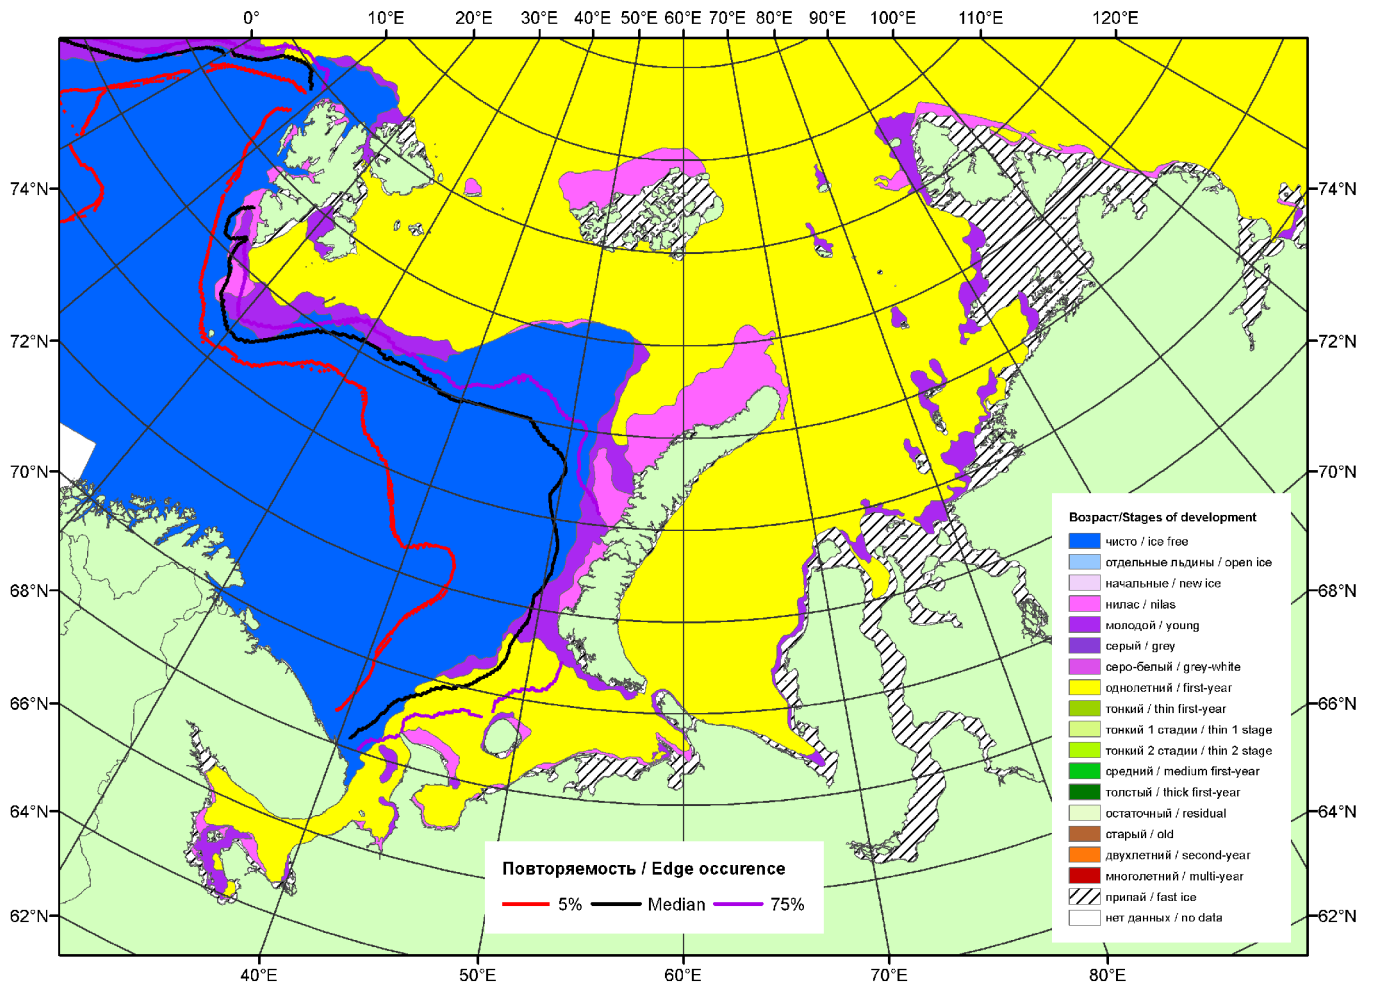 0° 10°E 20°E 30°E 40°E 50°E 60°E 70°E 80°E 90°E 100°E 110°E 120°E
74°N 74°N
72°N 72°N
70°N 70°N
Возраст/Stages of development
чисто / ice free
отдельные льдины / open ice
начальные / new ice
68°N 68°N
нилас / nilas
молодой / young
серый / grey
серо-белый / grey-white
однолетний / first-year
66°N 66°N
тонкий / thin first-year
тонкий 1 стадии / thin 1 stage
тонкий 2 стадии / thin 2 stage
средний / medium first-year
толстый / thick first-year
64°N 64°N
остаточный / residual
старый / old
двухлетний / second-year
многолетний / multi-year
припай / fast ice
нет данных / no data
Повторяемость / Edge occurence
5% Median 75%
62°N 62°N
40°E 50°E 60°E 70°E 80°E